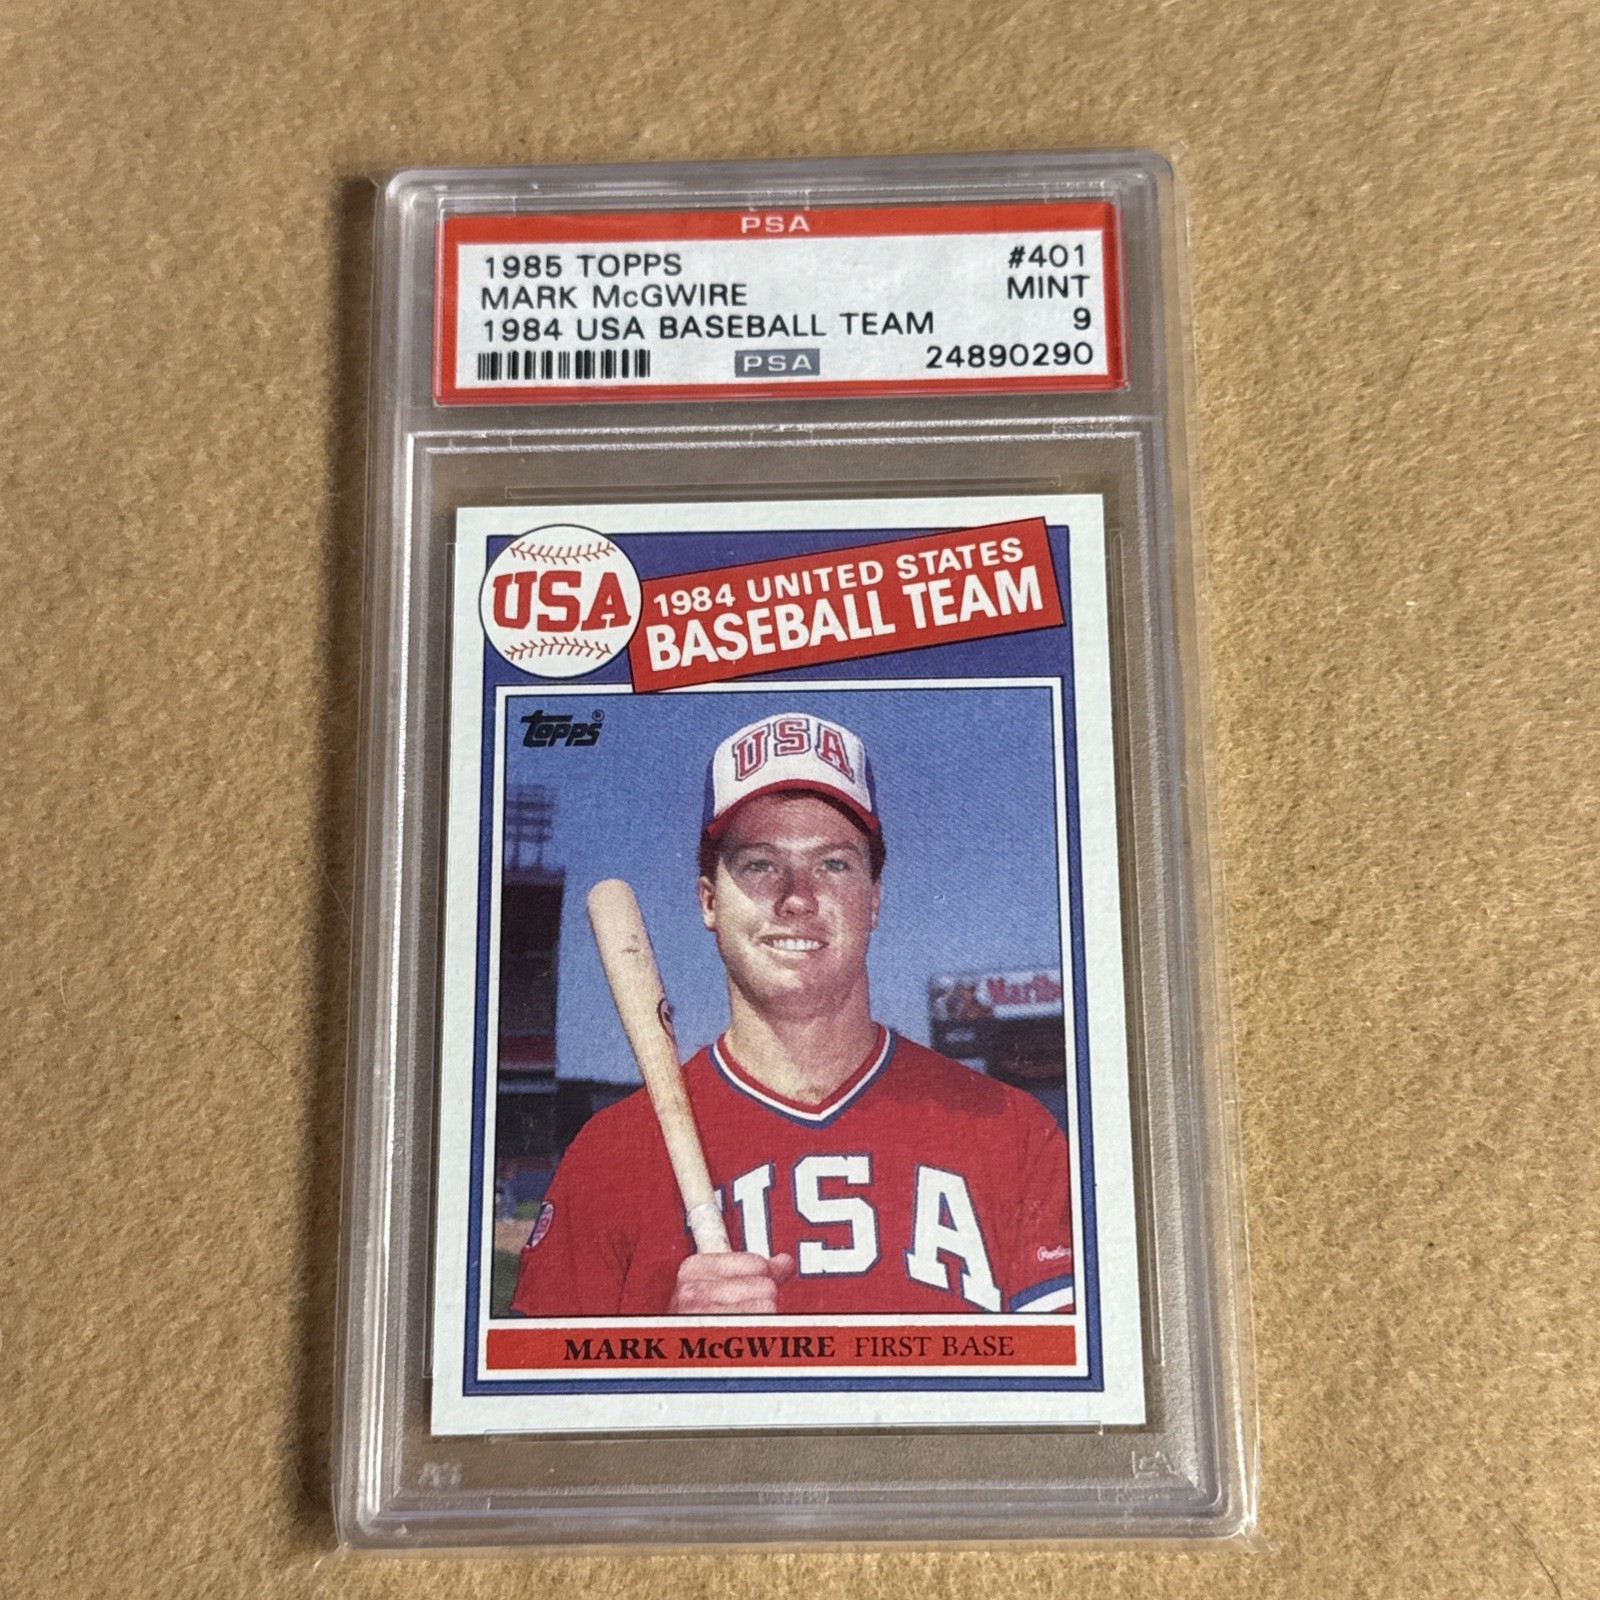 PSA
1985 TOPPS #401
MARK McGWIRE MINT
1984 USA BASEBALL TEAM 9
PSA 24890290
USA
1984 UNITED STATES
BASEBALL TEAM
topps®
USA
USA
MARK McGWIRE FIRST BASE